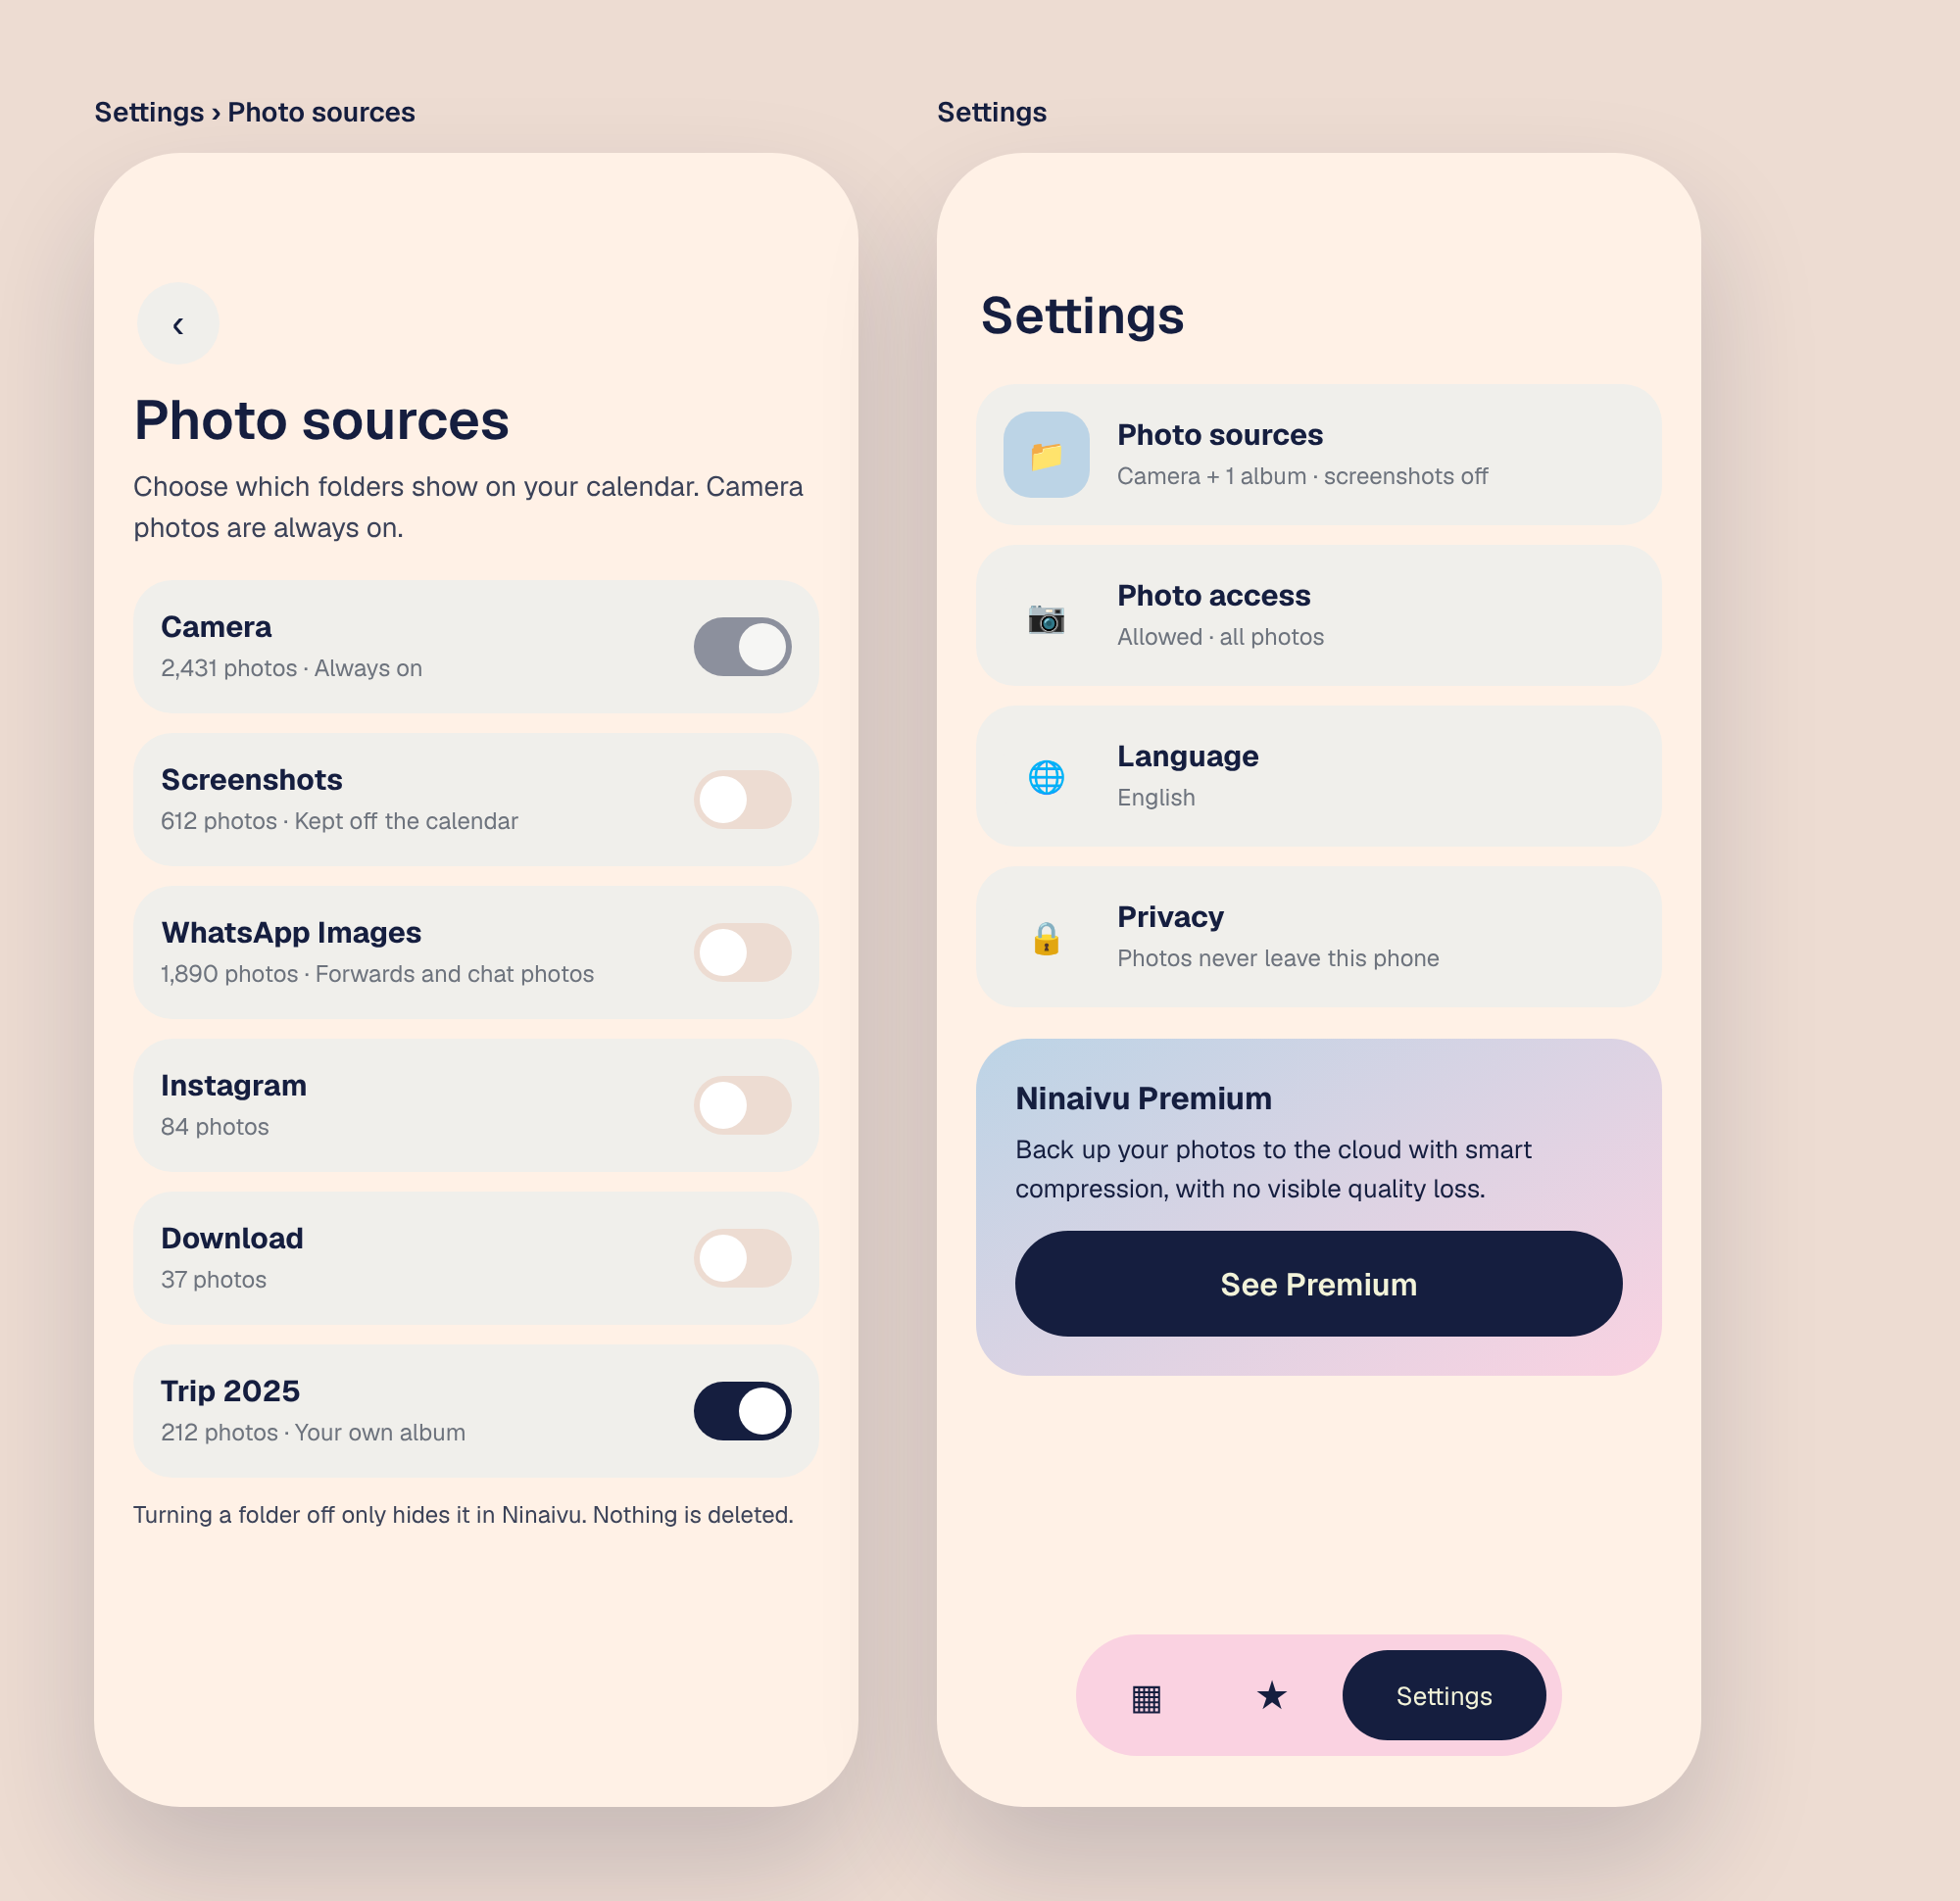 Settings › Photo sources
‹
Photo sources
Choose which folders show on your calendar. Camera
photos are always on.
Camera
2,431 photos · Always on
Screenshots
612 photos · Kept off the calendar
WhatsApp Images
1,890 photos · Forwards and chat photos
Instagram
84 photos
Download
37 photos
Trip 2025
212 photos · Your own album
Turning a folder off only hides it in Ninaivu. Nothing is deleted.
Settings
Settings
Photo sources
Camera + 1 album · screenshots off
Photo access
Allowed · all photos
Language
English
Privacy
Photos never leave this phone
Ninaivu Premium
Back up your photos to the cloud with smart
compression, with no visible quality loss.
See Premium
Settings